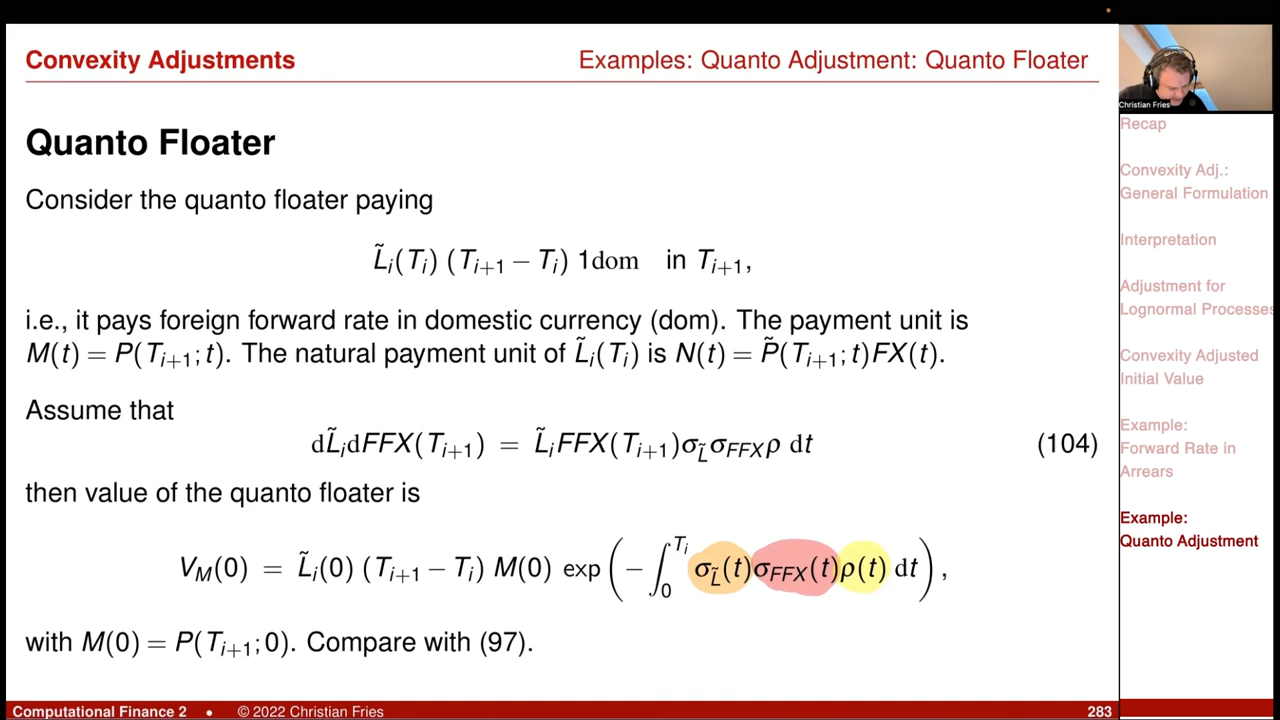 Convexity Adjustments
Examples: Quanto Adjustment: Quanto Floater
Quanto Floater
Consider the quanto floater paying
L̃ᵢ(Tᵢ) (Tᵢ₊₁ − Tᵢ) 1dom in Tᵢ₊₁,
i.e., it pays foreign forward rate in domestic currency (dom). The payment unit is
M(t) = P(Tᵢ₊₁; t). The natural payment unit of L̃ᵢ(Tᵢ) is N(t) = P̃(Tᵢ₊₁; t)FX(t).
Assume that
dL̃ᵢdFFX(Tᵢ₊₁) = L̃ᵢFFX(Tᵢ₊₁)σ_L̃ σ_FFX ρ dt (104)
then value of the quanto floater is
V_M(0) = L̃ᵢ(0) (Tᵢ₊₁ − Tᵢ) M(0) exp(− ∫₀^Tᵢ σ_L̃(t)σ_FFX(t)ρ(t) dt),
with M(0) = P(Tᵢ₊₁; 0). Compare with (97).
Computational Finance 2 • © 2022 Christian Fries
283
Christian Fries
Recap
Convexity Adj.:
General Formulation
Interpretation
Adjustment for
Lognormal Processes
Convexity Adjusted
Initial Value
Example:
Forward Rate in
Arrears
Example:
Quanto Adjustment